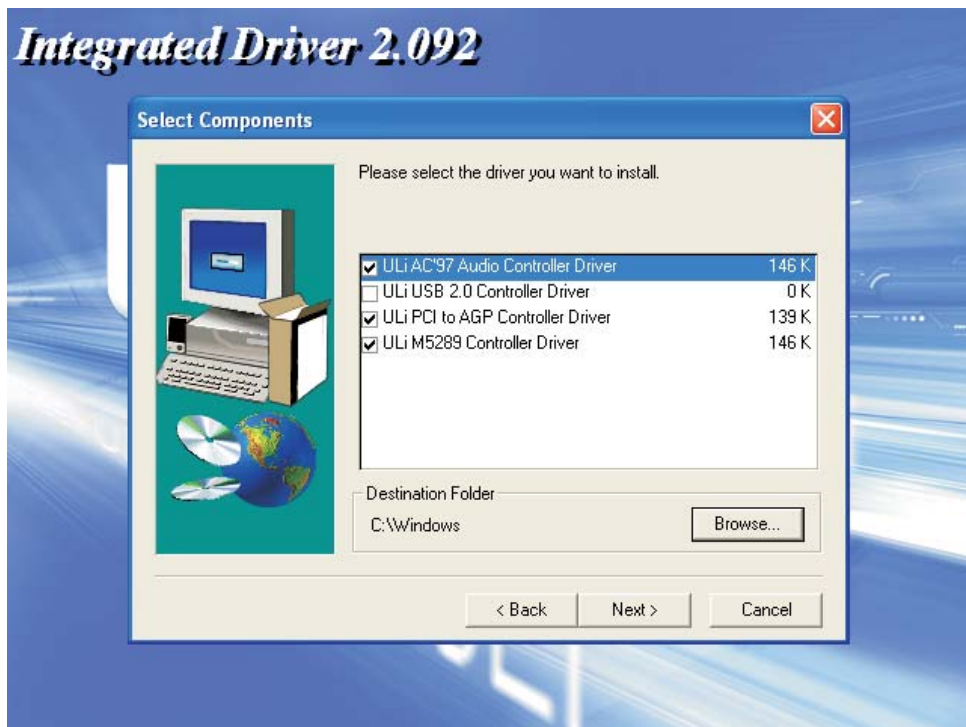 Integrated Driver 2.092
Select Components
Please select the driver you want to install.
ULi AC'97 Audio Controller Driver 146 K
ULi USB 2.0 Controller Driver 0 K
ULi PCI to AGP Controller Driver 139 K
ULi M5289 Controller Driver 146 K
Destination Folder
C:\Windows
Browse...
< Back
Next >
Cancel